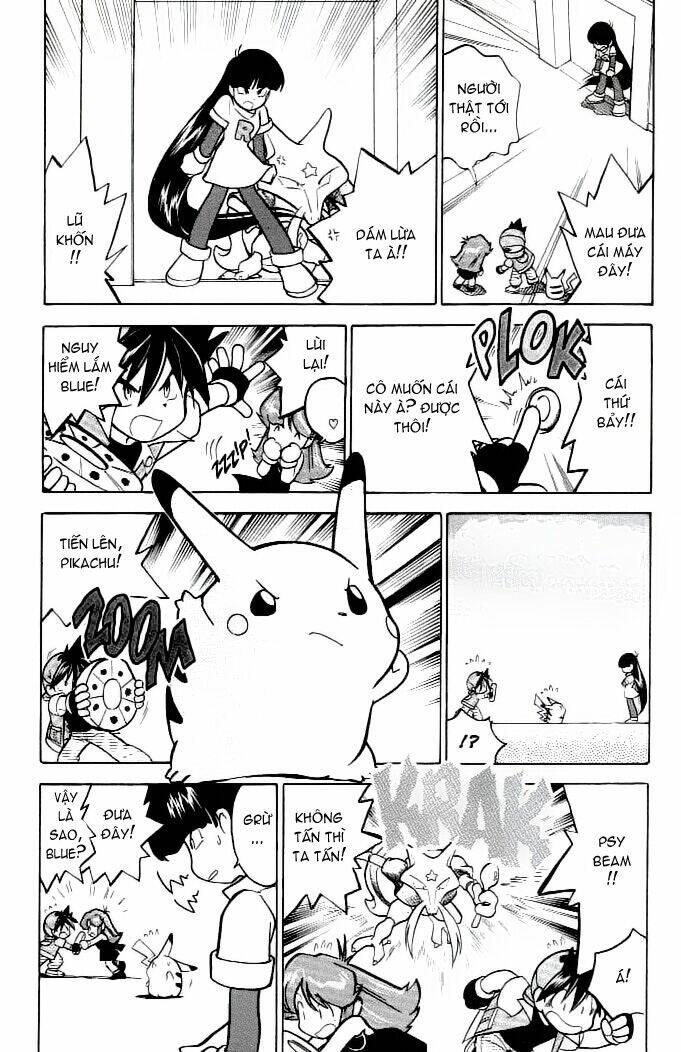 NGƯỜI
THẬT TỚI
RỒI...
MAU ĐƯA
CÁI MÁY
ĐÂY!
R
DÁM LỪA
TA À!!
LŨ
KHỐN
!!
CÁI
THỨ
BẢY!!
PLOK
CÔ MUỐN CÁI
NÀY À? ĐƯỢC
THÔI!
LÙI
LẠI!
ZZZIP!
NGUY
HIỂM LẮM
BLUE!
!?
TIẾN LÊN,
PIKACHU!
ZOOM
PSY
BEAM
!!
KRAK
KHÔNG
TẤN THÌ
TA TẤN!
Á!
GRỪ
...
ĐƯA
ĐÂY!
VẬY
LÀ
SAO,
BLUE?